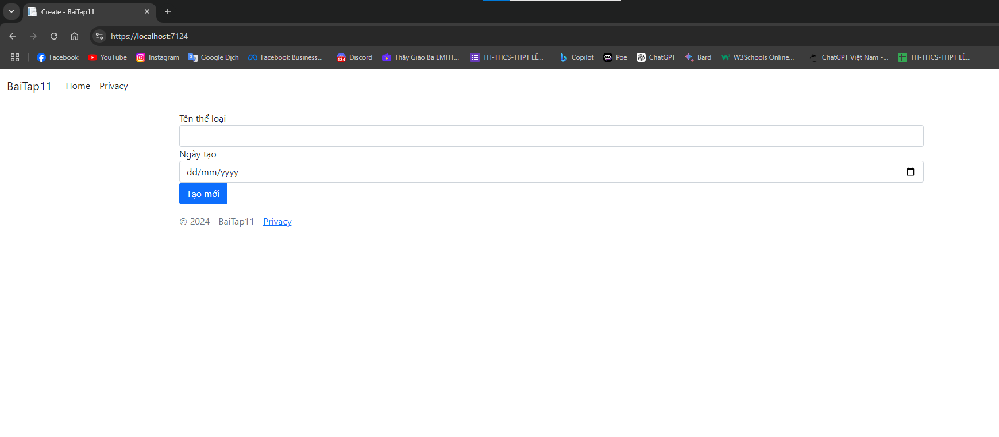 Create - BaiTap11
https://localhost:7124
Facebook YouTube Instagram Google Dịch Facebook Business... 134 Discord Thầy Giáo Ba LMHT... TH-THCS-THPT LÊ... Copilot Poe ChatGPT Bard W3Schools Online... ChatGPT Việt Nam -... TH-THCS-THPT LÊ...
BaiTap11 Home Privacy
Tên thể loại
Ngày tạo
dd/mm/yyyy
Tạo mới
© 2024 - BaiTap11 - Privacy